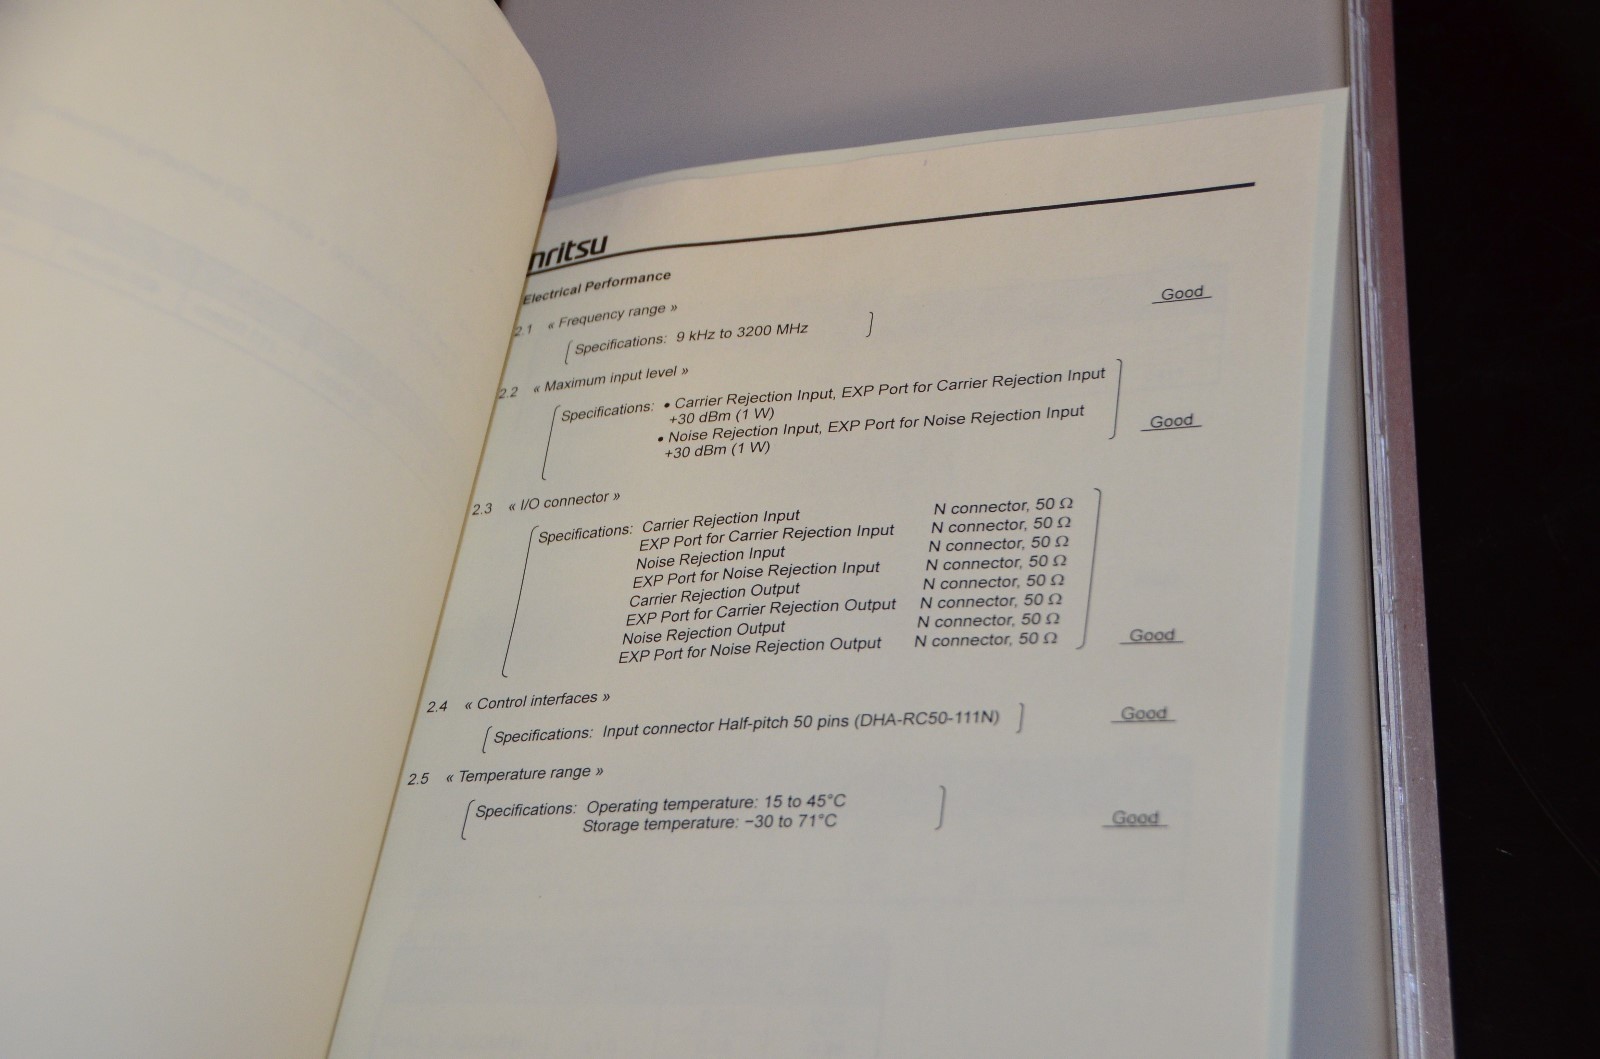 nritsu
Electrical Performance
2.1 « Frequency range »
Good
Specifications: 9 kHz to 3200 MHz
2.2 « Maximum input level »
Specifications: • Carrier Rejection Input, EXP Port for Carrier Rejection Input
+30 dBm (1 W)
• Noise Rejection Input, EXP Port for Noise Rejection Input
+30 dBm (1 W)
Good
2.3 « I/O connector »
Specifications: Carrier Rejection Input N connector, 50 Ω
EXP Port for Carrier Rejection Input N connector, 50 Ω
Noise Rejection Input N connector, 50 Ω
EXP Port for Noise Rejection Input N connector, 50 Ω
Carrier Rejection Output N connector, 50 Ω
EXP Port for Carrier Rejection Output N connector, 50 Ω
Noise Rejection Output N connector, 50 Ω
EXP Port for Noise Rejection Output N connector, 50 Ω
Good
2.4 « Control interfaces »
Specifications: Input connector Half-pitch 50 pins (DHA-RC50-111N)
Good
2.5 « Temperature range »
Specifications: Operating temperature: 15 to 45°C
Storage temperature: −30 to 71°C
Good